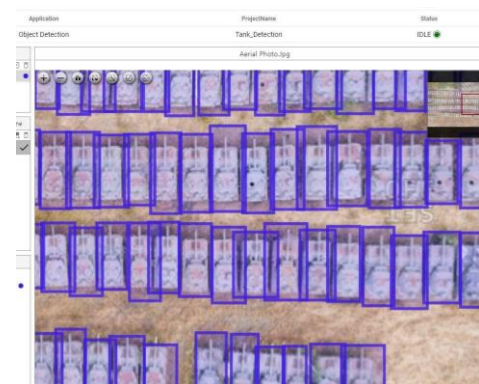 Application ProjectName Status
Object Detection Tank_Detection IDLE
Aerial Photo.jpg